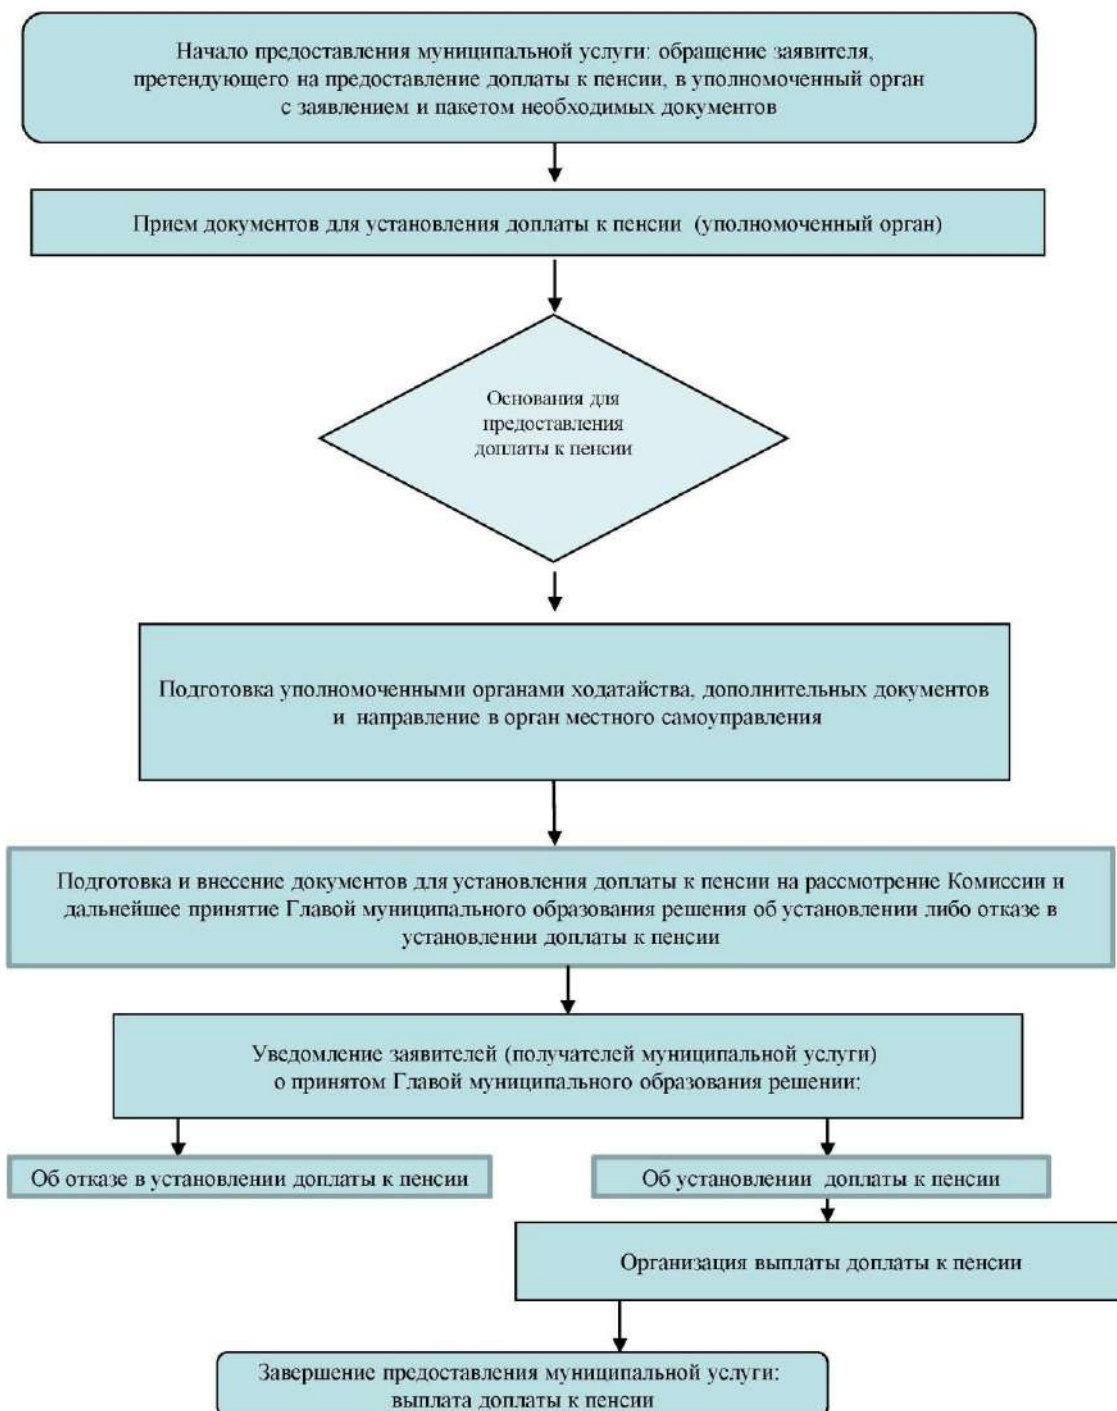 Начало предоставления муниципальной услуги: обращение заявителя,
претендующего на предоставление доплаты к пенсии, в уполномоченный орган
с заявлением и пакетом необходимых документов
Прием документов для установления доплаты к пенсии (уполномоченный орган)
Основания для
предоставления
доплаты к пенсии
Подготовка уполномоченными органами ходатайства, дополнительных документов
и направление в орган местного самоуправления
Подготовка и внесение документов для установления доплаты к пенсии на рассмотрение Комиссии и
дальнейшее принятие Главой муниципального образования решения об установлении либо отказе в
установлении доплаты к пенсии
Уведомление заявителей (получателей муниципальной услуги)
о принятом Главой муниципального образования решении:
Об отказе в установлении доплаты к пенсии
Об установлении доплаты к пенсии
Организация выплаты доплаты к пенсии
Завершение предоставления муниципальной услуги:
выплата доплаты к пенсии